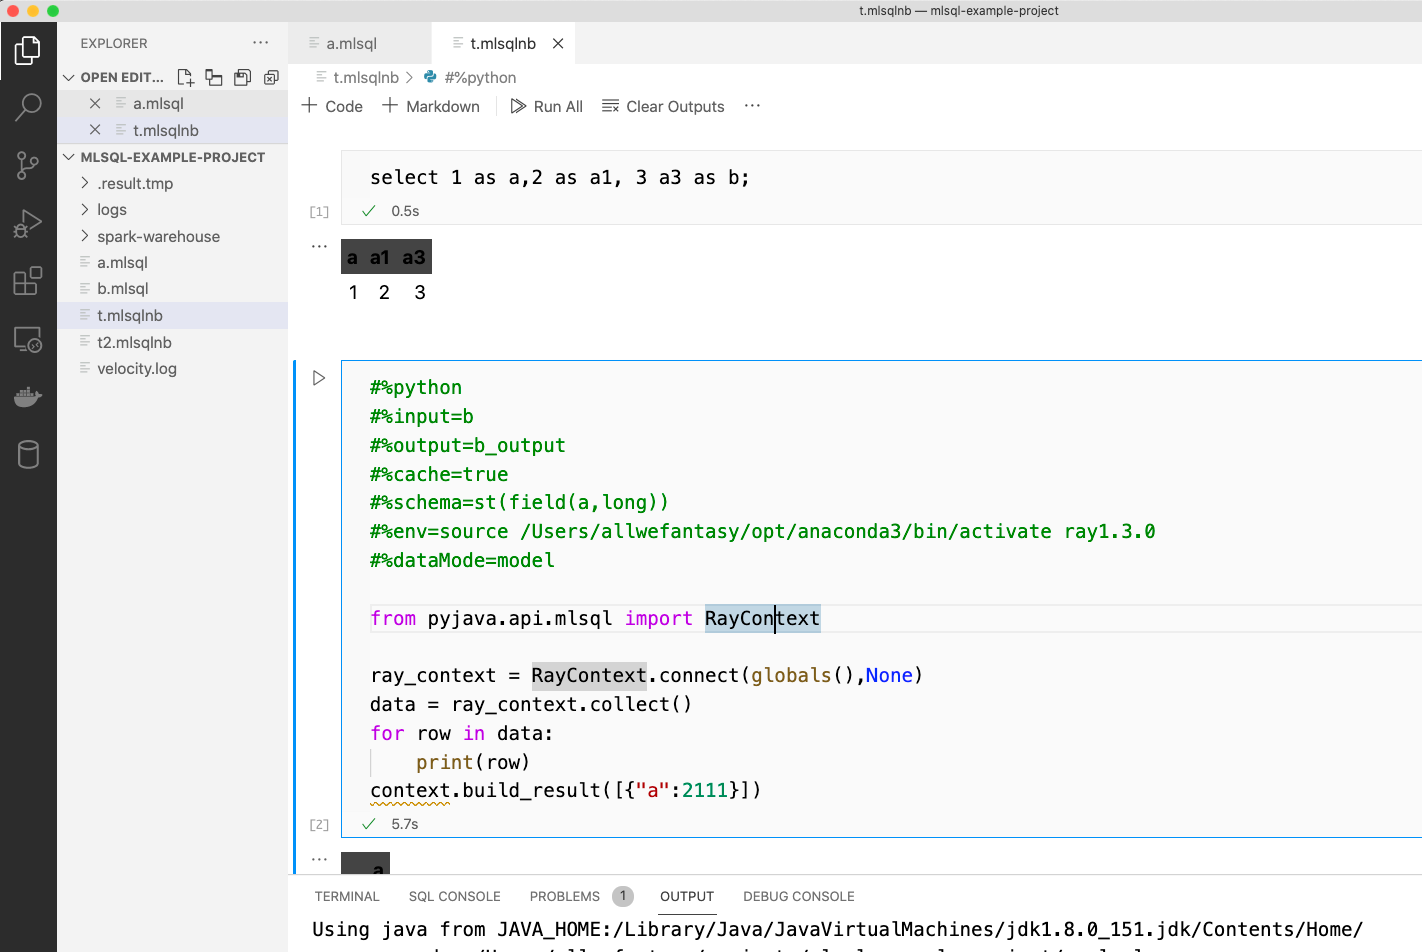 t.mlsqlnb — mlsql-example-project
EXPLORER ···
a.mlsql
t.mlsqlnb
OPEN EDIT...
t.mlsqlnb > #%python
a.mlsql
t.mlsqlnb
Code
Markdown
Run All
Clear Outputs ···
MLSQL-EXAMPLE-PROJECT
.result.tmp
logs
spark-warehouse
a.mlsql
b.mlsql
t.mlsqlnb
t2.mlsqlnb
velocity.log
select 1 as a,2 as a1, 3 a3 as b;
[1] 0.5s
a a1 a3
1 2 3
#%python
#%input=b
#%output=b_output
#%cache=true
#%schema=st(field(a,long))
#%env=source /Users/allwefantasy/opt/anaconda3/bin/activate ray1.3.0
#%dataMode=model
from pyjava.api.mlsql import RayContext
ray_context = RayContext.connect(globals(),None)
data = ray_context.collect()
for row in data:
    print(row)
context.build_result([{"a":2111}])
[2] 5.7s
a
TERMINAL SQL CONSOLE PROBLEMS 1 OUTPUT DEBUG CONSOLE
Using java from JAVA_HOME:/Library/Java/JavaVirtualMachines/jdk1.8.0_151.jdk/Contents/Home/